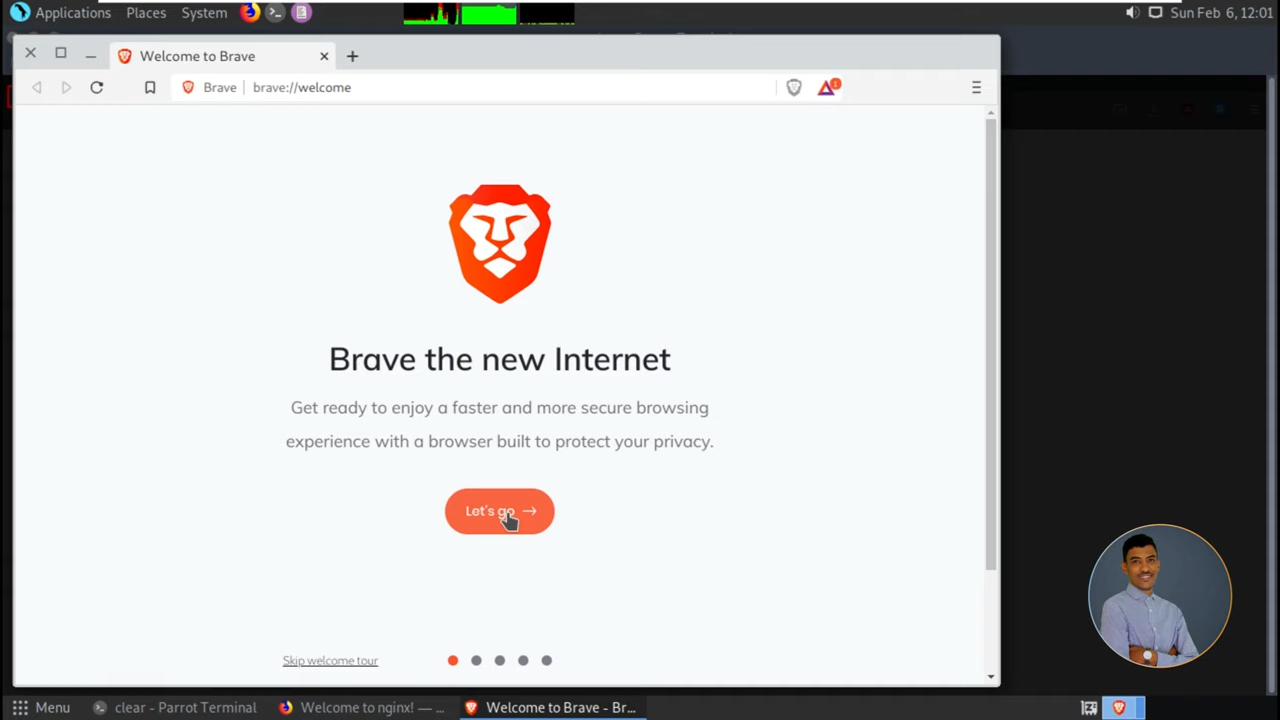 Applications Places System Sun Feb 6, 12:01
Welcome to Brave
Brave brave://welcome 1
Brave the new Internet
Get ready to enjoy a faster and more secure browsing
experience with a browser built to protect your privacy.
Let's go
Skip welcome tour
Menu clear - Parrot Terminal Welcome to nginx! — ... Welcome to Brave - Br...